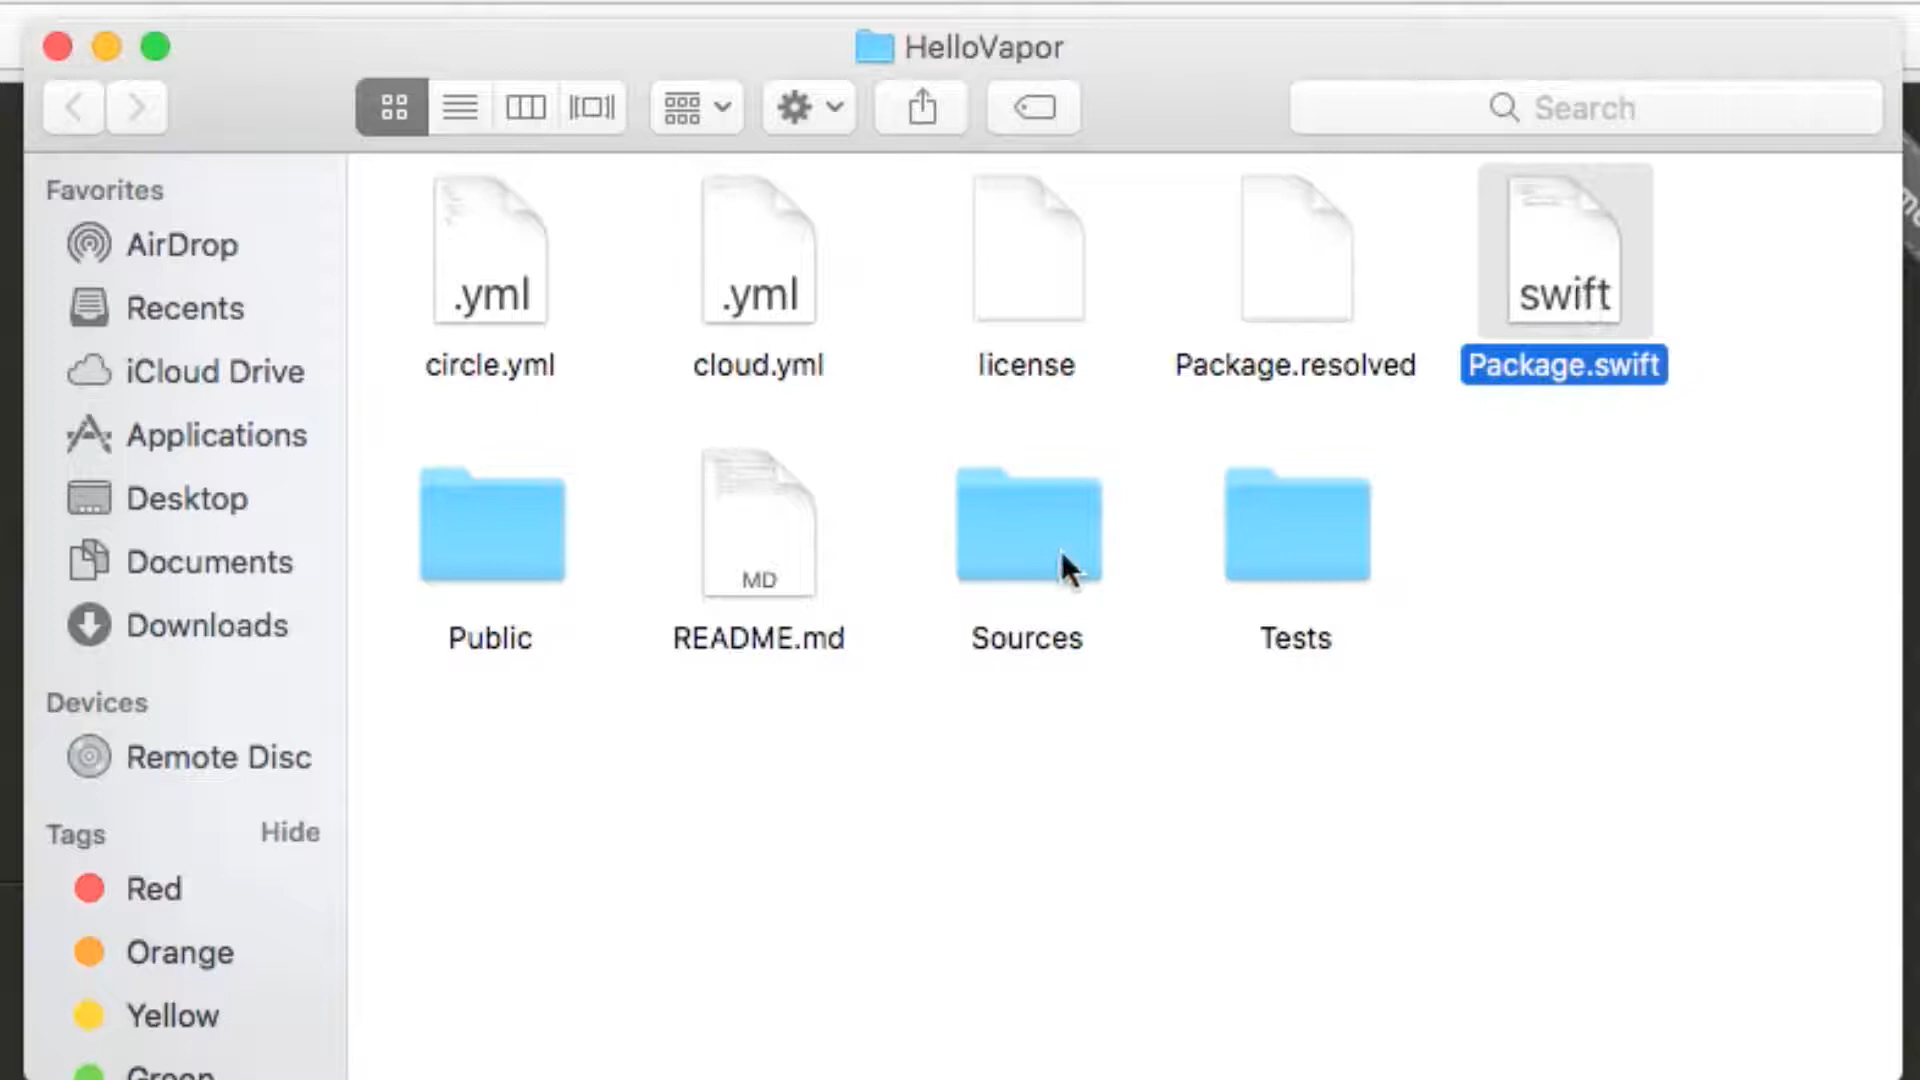 HelloVapor
Search
Favorites
AirDrop
Recents
iCloud Drive
Applications
Desktop
Documents
Downloads
Devices
Remote Disc
Tags Hide
Red
Orange
Yellow
Green
.yml .yml swift
circle.yml cloud.yml license Package.resolved Package.swift
MD
Public README.md Sources Tests